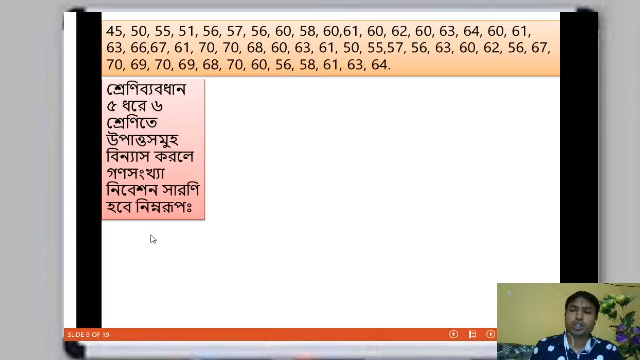 45, 50, 55, 51, 56, 57, 56, 60, 58, 60,61, 60, 62, 60, 63, 64, 60, 61,
63, 66,67, 61, 70, 70, 68, 60, 63, 61, 50, 55,57, 56, 63, 60, 62, 56, 67,
70, 69, 70, 69, 68, 70, 60, 56, 58, 61, 63, 64.
শ্রেণিব্যবধান
৫ ধরে ৬
শ্রেণিতে
উপাত্তসমুহ
বিন্যাস করলে
গণসংখ্যা
নিবেশন সারণি
হবে নিম্নরূপঃ
SLIDE 9 OF 19